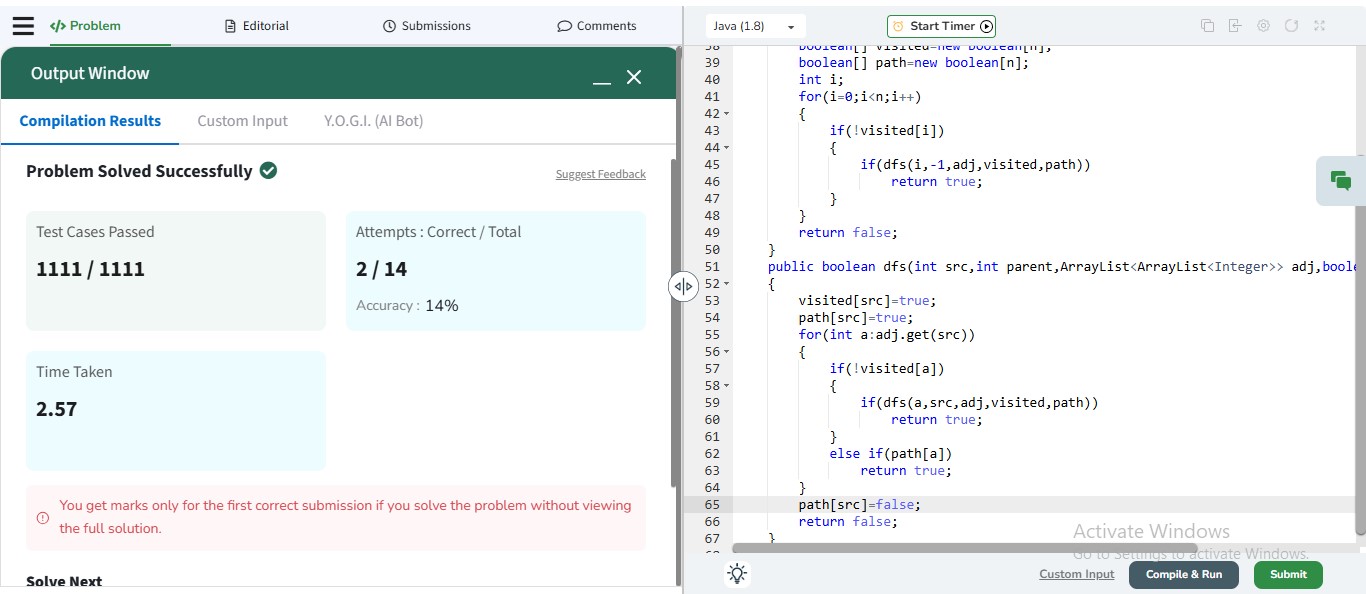 </> Problem
Editorial
Submissions
Comments
Java (1.8)
Start Timer
Output Window
Compilation Results
Custom Input
Y.O.G.I. (AI Bot)
Problem Solved Successfully
Suggest Feedback
Test Cases Passed
1111 / 1111
Attempts : Correct / Total
2 / 14
Accuracy : 14%
Time Taken
2.57
You get marks only for the first correct submission if you solve the problem without viewing
the full solution.
Solve Next
38 boolean[] visited=new boolean[n];
39 boolean[] path=new boolean[n];
40 int i;
41 for(i=0;i<n;i++)
42 {
43 if(!visited[i])
44 {
45 if(dfs(i,-1,adj,visited,path))
46 return true;
47 }
48 }
49 return false;
50 }
51 public boolean dfs(int src,int parent,ArrayList<ArrayList<Integer>> adj,boole
52 {
53 visited[src]=true;
54 path[src]=true;
55 for(int a:adj.get(src))
56 {
57 if(!visited[a])
58 {
59 if(dfs(a,src,adj,visited,path))
60 return true;
61 }
62 else if(path[a])
63 return true;
64 }
65 path[src]=false;
66 return false;
67 }
68
Activate Windows
Go to Settings to activate Windows.
Custom Input
Compile & Run
Submit